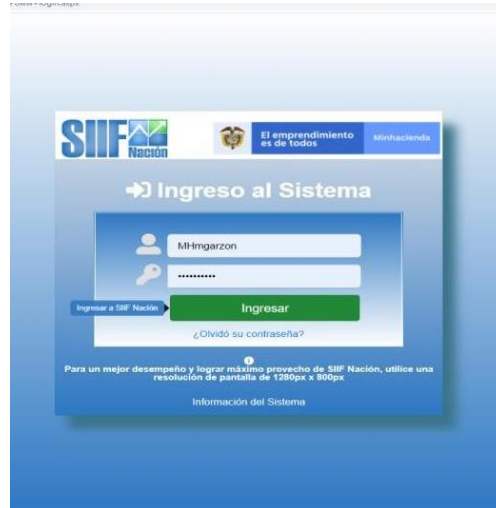 SIIF
Nación
El emprendimiento
es de todos
Minhacienda
Ingreso al Sistema
MHmgarzon
••••••••••
Ingresar a SIIF Nación
Ingresar
¿Olvidó su contraseña?
Para un mejor desempeño y lograr máximo provecho de SIIF Nación, utilice una
resolución de pantalla de 1280px x 800px
Información del Sistema